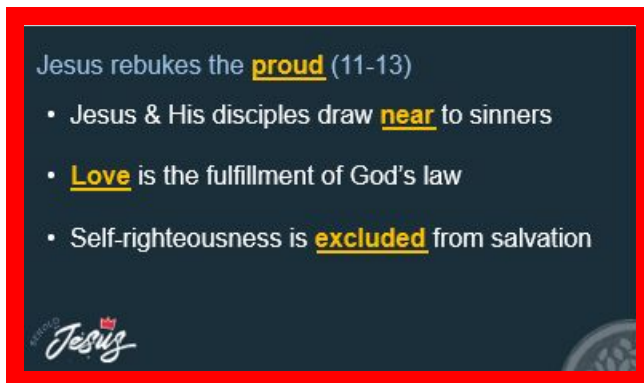 Jesus rebukes the proud (11-13)
• Jesus & His disciples draw near to sinners
• Love is the fulfillment of God's law
• Self-righteousness is excluded from salvation
BEHOLD
Jesus